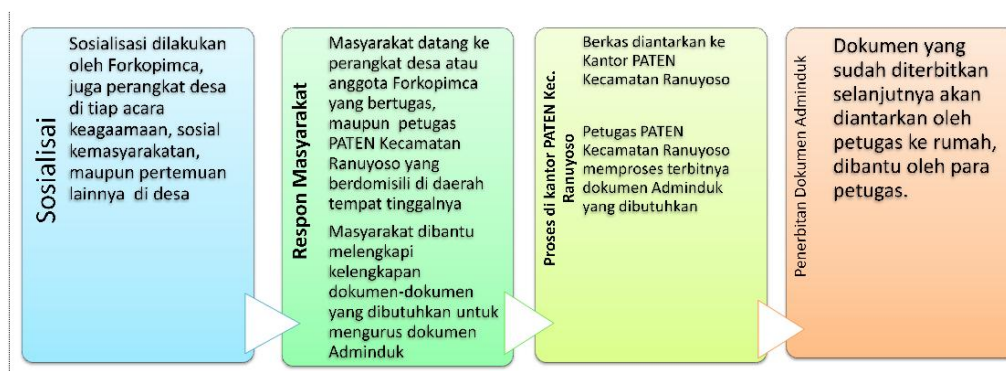 Sosialisai
Sosialisasi dilakukan
oleh Forkopimca,
juga perangkat desa
di tiap acara
keagaamaan, sosial
kemasyarakatan,
maupun pertemuan
lainnya di desa
Respon Masyarakat
Masyarakat datang ke
perangkat desa atau
anggota Forkopimca
yang bertugas,
maupun petugas
PATEN Kecamatan
Ranuyoso yang
berdomisili di daerah
tempat tinggalnya
Masyarakat dibantu
melengkapi
kelengkapan
dokumen-dokumen
yang dibutuhkan untuk
mengurus dokumen
Adminduk
Proses di kantor PATEN Kec.
Ranuyoso
Berkas diantarkan ke
Kantor PATEN
Kecamatan Ranuyoso
Petugas PATEN
Kecamatan Ranuyoso
memproses terbitnya
dokumen Adminduk
yang dibutuhkan
Penerbitan Dokumen Adminduk
Dokumen yang
sudah diterbitkan
selanjutnya akan
diantarkan oleh
petugas ke rumah,
dibantu oleh para
petugas.